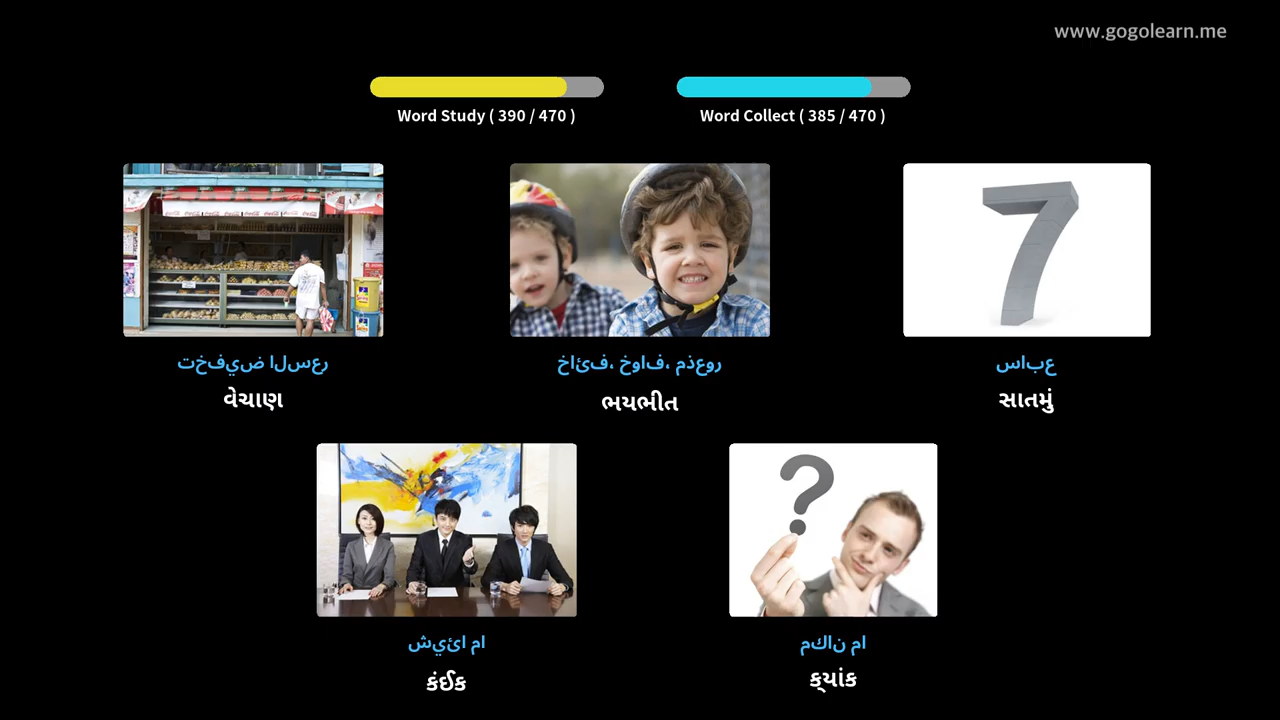 www.gogolearn.me
Word Study ( 390 / 470 )
Word Collect ( 385 / 470 )
تخفيض السعر
વેચાણ
خائف، خواف، مذعور
ભયભીત
سابع
સાતમું
7
شيئا ما
કંઈક
?
مكان ما
ક્યાંક